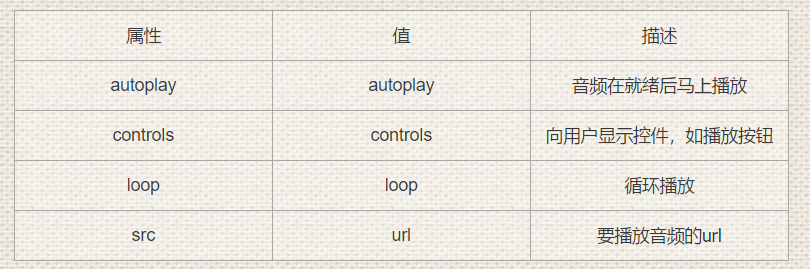 属性 值 描述
autoplay autoplay 音频在就绪后马上播放
controls controls 向用户显示控件，如播放按钮
loop loop 循环播放
src url 要播放音频的url